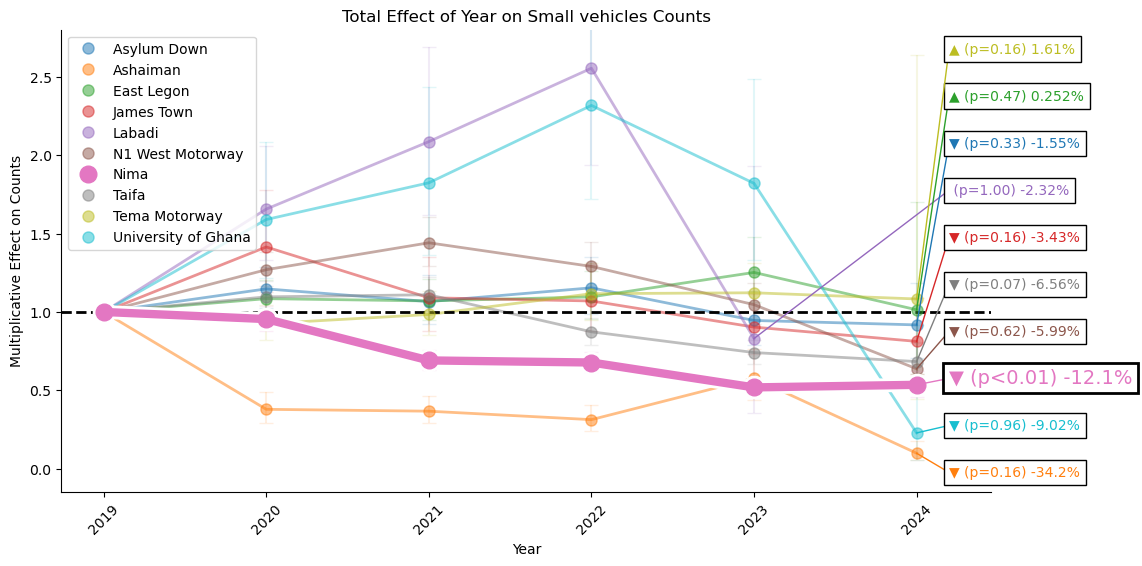 Total Effect of Year on Small vehicles Counts
Multiplicative Effect on Counts
2.5
2.0
1.5
1.0
0.5
0.0
Asylum Down
Ashaiman
East Legon
James Town
Labadi
N1 West Motorway
Nima
Taifa
Tema Motorway
University of Ghana
▲ (p=0.16) 1.61%
▲ (p=0.47) 0.252%
▼ (p=0.33) -1.55%
(p=1.00) -2.32%
▼ (p=0.16) -3.43%
▼ (p=0.07) -6.56%
▼ (p=0.62) -5.99%
▼ (p<0.01) -12.1%
▼ (p=0.96) -9.02%
▼ (p=0.16) -34.2%
2019
2020
2021
2022
2023
2024
Year